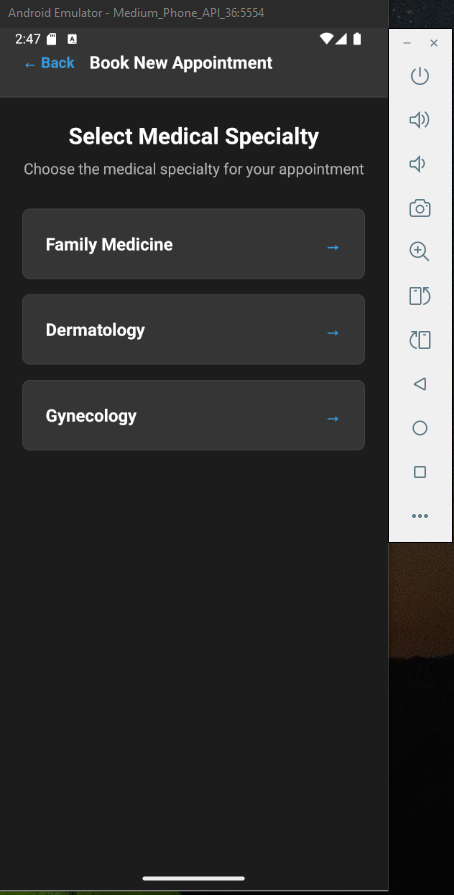 Android Emulator - Medium_Phone_API_36:5554
2:47
← Back Book New Appointment
Select Medical Specialty
Choose the medical specialty for your appointment
Family Medicine →
Dermatology →
Gynecology →